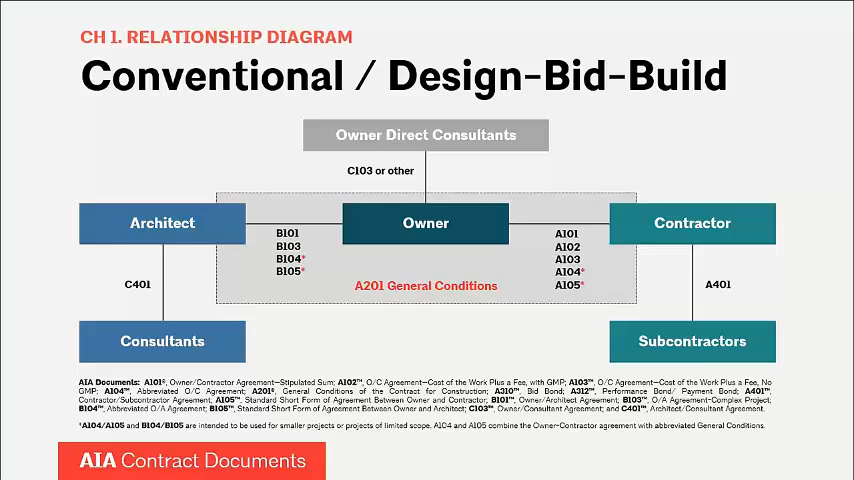 CH 1. RELATIONSHIP DIAGRAM
Conventional / Design-Bid-Build
Owner Direct Consultants
C103 or other
Architect
Owner
Contractor
B101
B103
B104*
B105*
A101
A102
A103
A104*
A105*
A201 General Conditions
C401
A401
Consultants
Subcontractors
AIA Documents: A101®, Owner/Contractor Agreement—Stipulated Sum; A102™, O/C Agreement—Cost of the Work Plus a Fee, with GMP; A103™, O/C Agreement—Cost of the Work Plus a Fee, No
GMP; A104™, Abbreviated O/C Agreement; A201®, General Conditions of the Contract for Construction; A310™, Bid Bond; A312™, Performance Bond/ Payment Bond; A401™,
Contractor/Subcontractor Agreement; A105™, Standard Short Form of Agreement Between Owner and Contractor; B101™, Owner/Architect Agreement; B103™, O/A Agreement-Complex Project;
B104™, Abbreviated O/A Agreement; B105™, Standard Short Form of Agreement Between Owner and Architect; C103™, Owner/Consultant Agreement; and C401™, Architect/Consultant Agreement.
*A104/A105 and B104/B105 are intended to be used for smaller projects or projects of limited scope, A104 and A105 combine the Owner-Contractor agreement with abbreviated General Conditions.
AIA Contract Documents